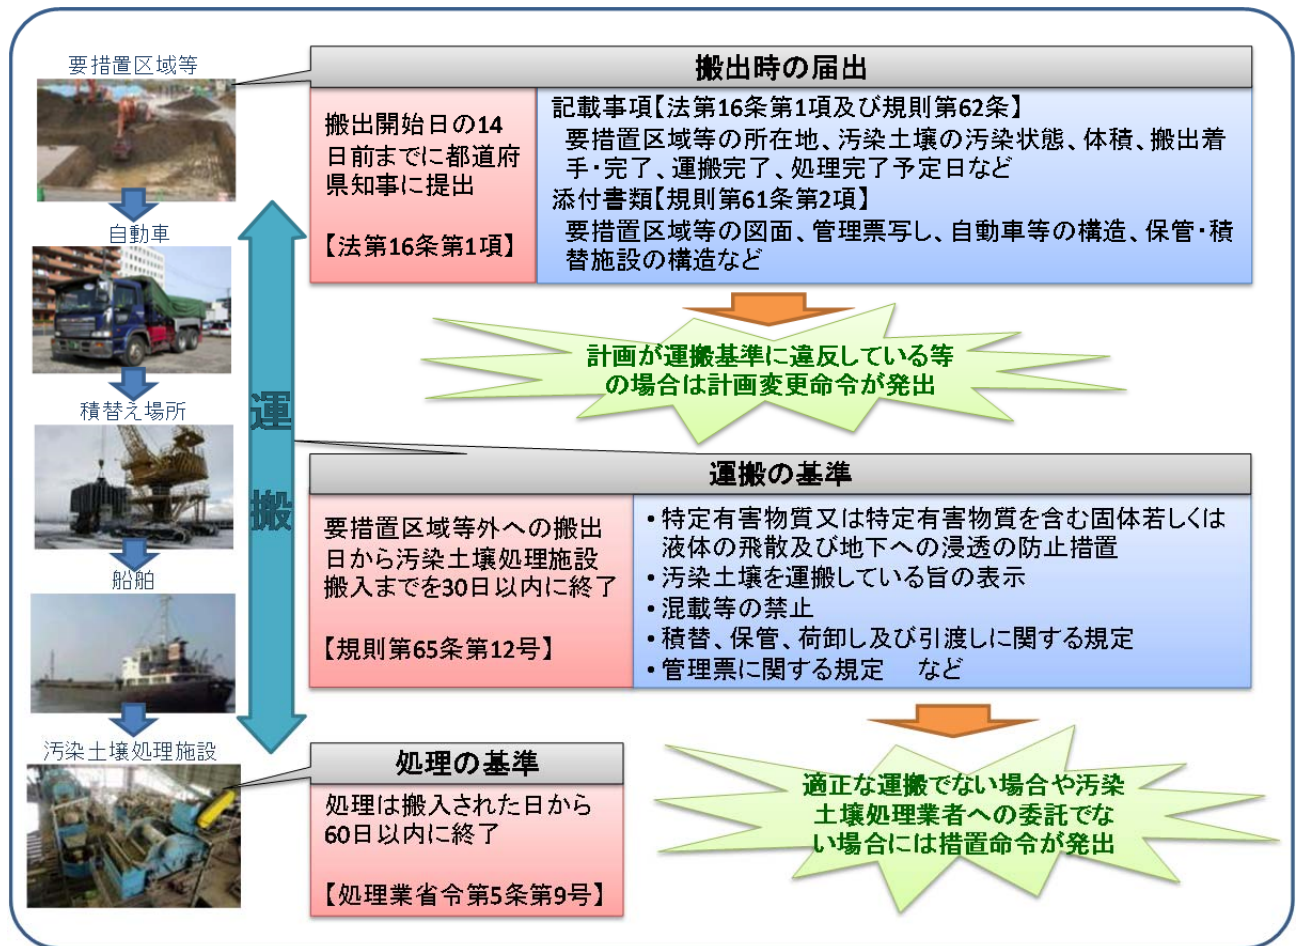 要措置区域等
自動車
積替え場所
船舶
汚染土壌処理施設
運
搬
搬出時の届出
搬出開始日の14
日前までに都道府
県知事に提出
【法第16条第1項】
記載事項【法第16条第1項及び規則第62条】
要措置区域等の所在地、汚染土壌の汚染状態、体積、搬出着
手・完了、運搬完了、処理完了予定日など
添付書類【規則第61条第2項】
要措置区域等の図面、管理票写し、自動車等の構造、保管・積
替施設の構造など
計画が運搬基準に違反している等
の場合は計画変更命令が発出
運搬の基準
要措置区域等外への搬出
日から汚染土壌処理施設
搬入までを30日以内に終了
【規則第65条第12号】
・特定有害物質又は特定有害物質を含む固体若しくは
液体の飛散及び地下への浸透の防止措置
・汚染土壌を運搬している旨の表示
・混載等の禁止
・積替、保管、荷卸し及び引渡しに関する規定
・管理票に関する規定 など
処理の基準
処理は搬入された日から
60日以内に終了
【処理業省令第5条第9号】
適正な運搬でない場合や汚染
土壌処理業者への委託でな
い場合には措置命令が発出